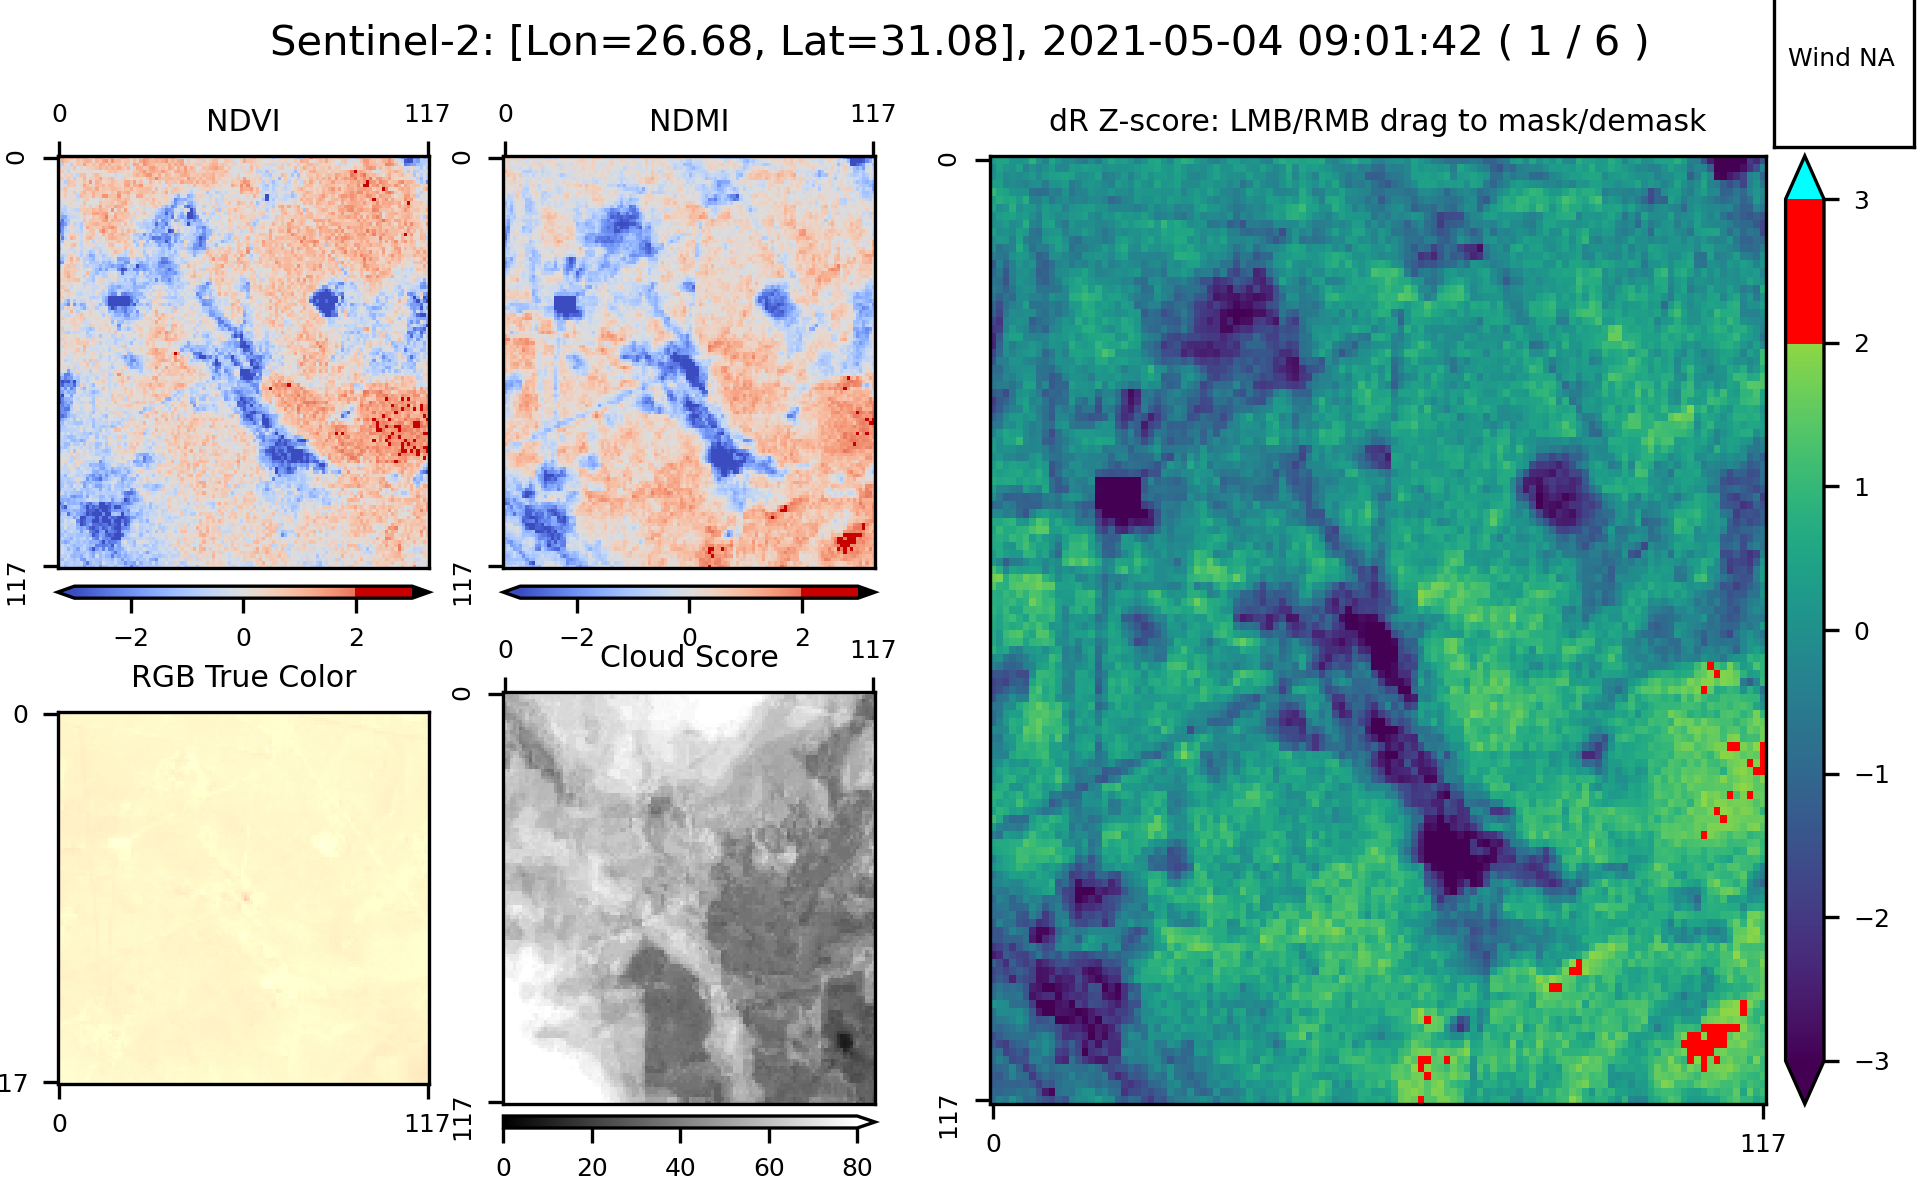 Sentinel-2: [Lon=26.68, Lat=31.08], 2021-05-04 09:01:42 ( 1 / 6 )
Wind NA
0 NDVI 117
0 NDMI 117
dR Z-score: LMB/RMB drag to mask/demask
0
0
0
3
2
1
0
−1
−2
−3
117
117
−2 0 2
−2 0 2
RGB True Color
0 Cloud Score 117
0
0
17
117
117
0 117
0 20 40 60 80
0 117